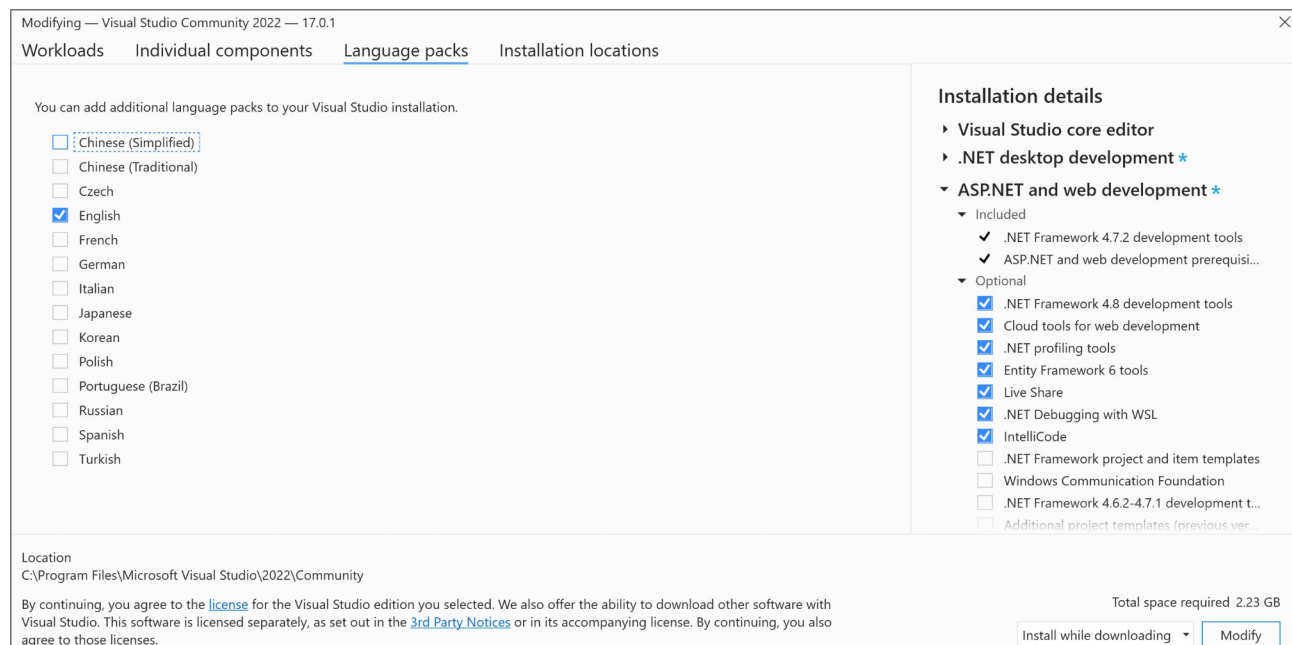 Modifying — Visual Studio Community 2022 — 17.0.1
Workloads Individual components Language packs Installation locations
You can add additional language packs to your Visual Studio installation.
Chinese (Simplified)
Chinese (Traditional)
Czech
English
French
German
Italian
Japanese
Korean
Polish
Portuguese (Brazil)
Russian
Spanish
Turkish
Installation details
Visual Studio core editor
.NET desktop development *
ASP.NET and web development *
Included
.NET Framework 4.7.2 development tools
ASP.NET and web development prerequisi...
Optional
.NET Framework 4.8 development tools
Cloud tools for web development
.NET profiling tools
Entity Framework 6 tools
Live Share
.NET Debugging with WSL
IntelliCode
.NET Framework project and item templates
Windows Communication Foundation
.NET Framework 4.6.2-4.7.1 development t...
Additional project templates (previous ver...
Location
C:\Program Files\Microsoft Visual Studio\2022\Community
By continuing, you agree to the license for the Visual Studio edition you selected. We also offer the ability to download other software with
Visual Studio. This software is licensed separately, as set out in the 3rd Party Notices or in its accompanying license. By continuing, you also
agree to those licenses.
Total space required 2.23 GB
Install while downloading
Modify